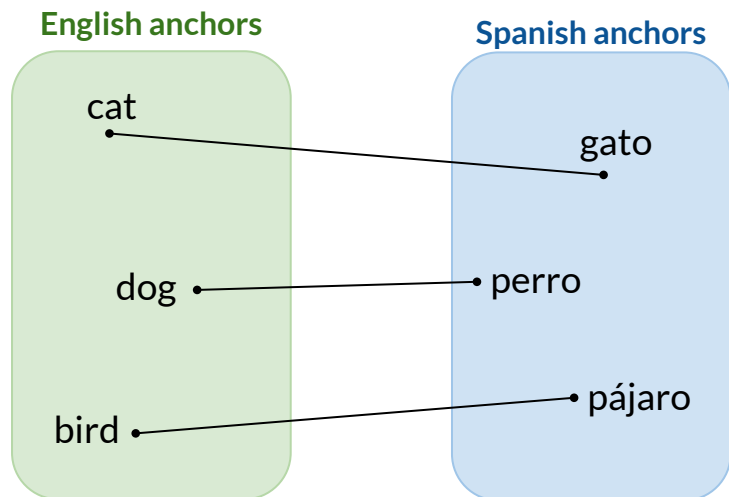 English anchors
Spanish anchors
cat
gato
dog
perro
bird
pájaro